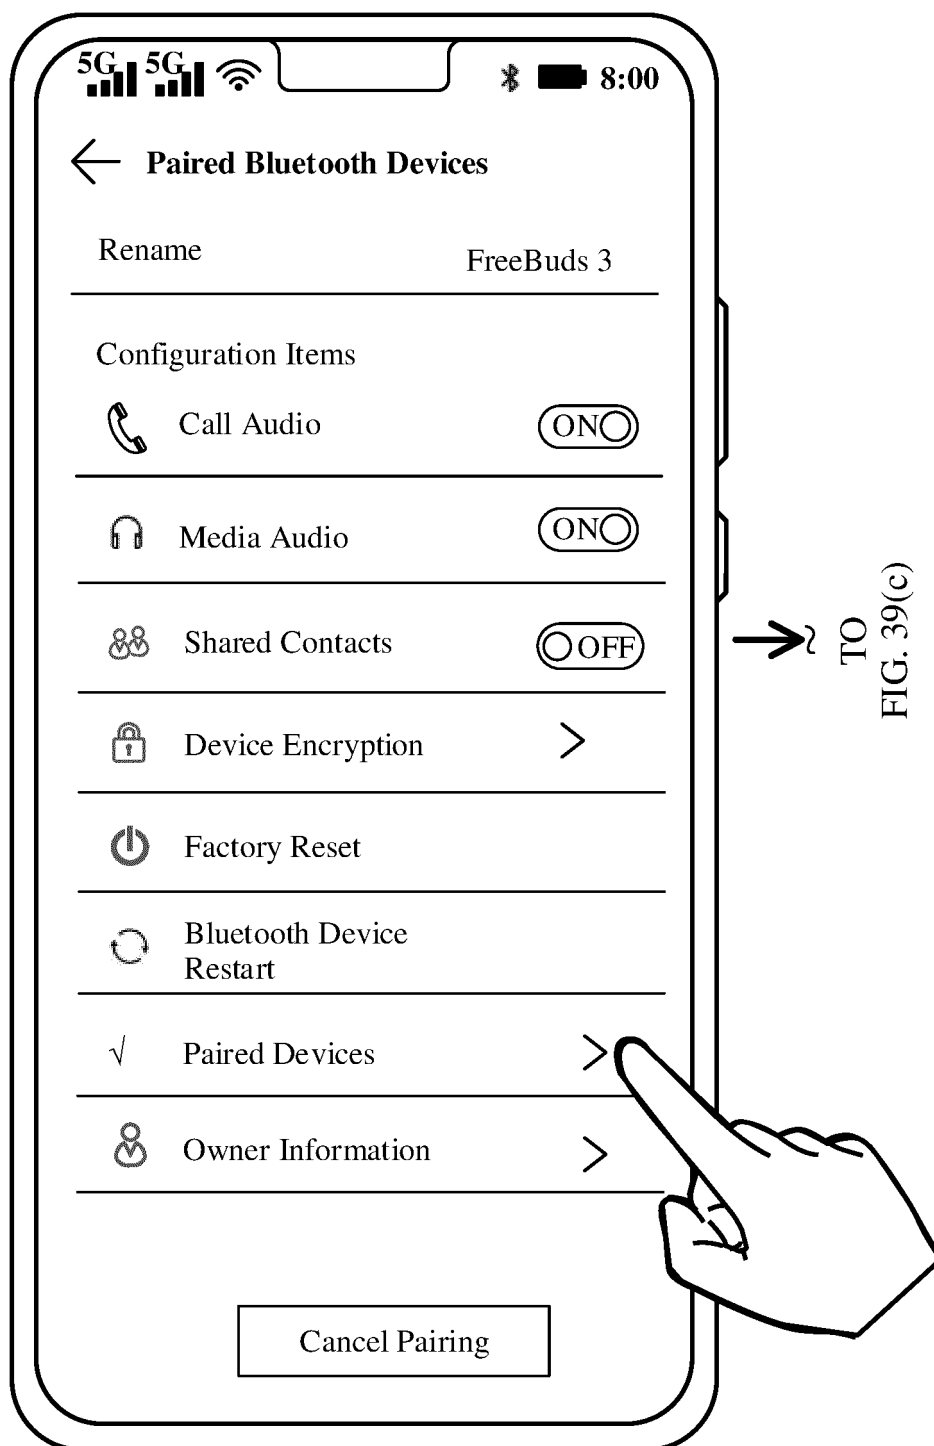 5G 5G 8:00
Paired Bluetooth Devices
Rename FreeBuds 3
Configuration Items
Call Audio ON
Media Audio ON
Shared Contacts OFF
Device Encryption
Factory Reset
Bluetooth Device
Restart
√ Paired Devices
Owner Information
Cancel Pairing
TO
FIG. 39(c)